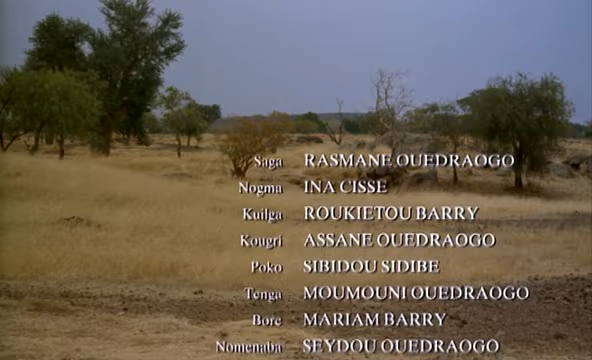 Saga RASMANE OUEDRAOGO
Nogma INA CISSE
Kuilga ROUKIETOU BARRY
Kougri ASSANE OUEDRAOGO
Poko SIBIDOU SIDIBE
Tenga MOUMOUNI OUEDRAOGO
Bore MARIAM BARRY
Nomenaba SEYDOU OUEDRAOGO